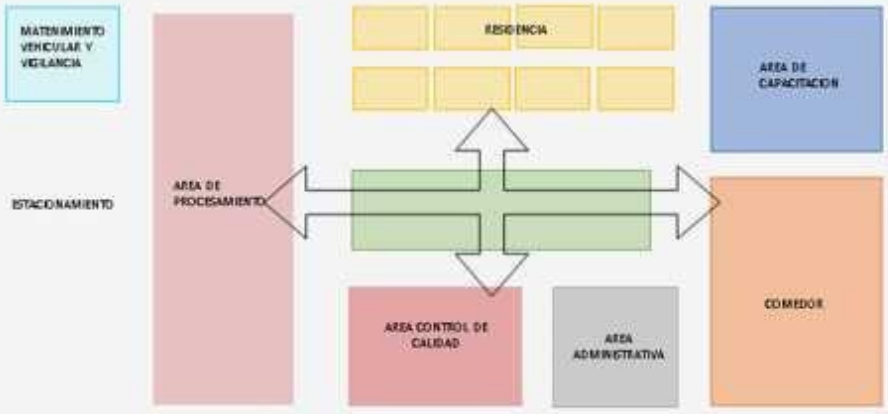 MATENIMIENTO
VEHICULAR Y
VIGILANCIA
RESIDENCIA
AREA DE
CAPACITACION
ESTACIONAMIENTO
AREA DE
PROCESAMIENTO
AREA CONTROL DE
CALIDAD
AREA
ADMINISTRATIVA
COMEDOR